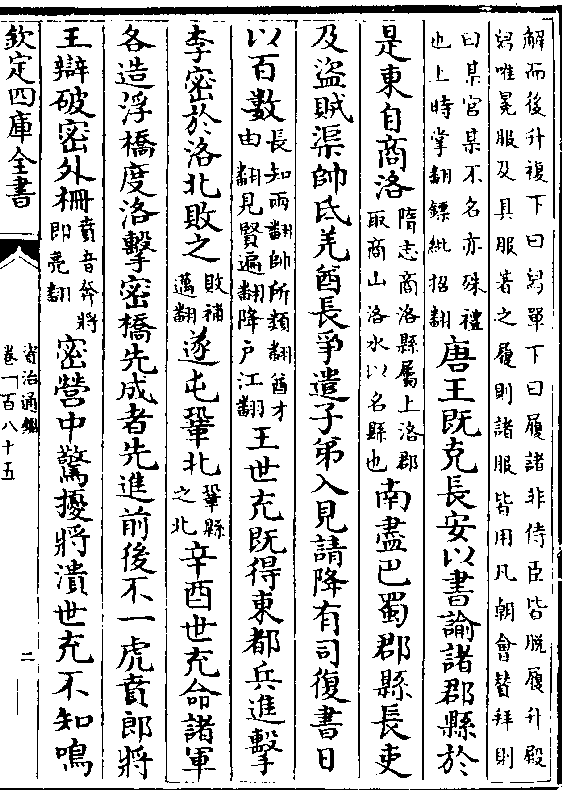 解而後升複下曰舄單下曰履諸非侍臣皆脱履升殿
舄唯冕服及具服著之履則諸服皆用凡朝會贊拜則
曰某官某不名亦殊禮
也上時掌翻鏢紕招翻
唐王既克長安以書諭諸郡縣於
是東自商洛
隋志商洛縣屬上洛郡
取商山洛水以名縣也
南盡巴蜀郡縣長吏
及盜賊渠帥氐羌酋長爭遣子弟入見請降有司復書日
以百數
長知兩翻帥所類翻酋才
由翻見賢遍翻降户江翻
王世充既得東都兵進擊
李密於洛北敗之
敗補
邁翻
遂屯鞏北
鞏縣
之北
辛酉世充命諸軍
各造浮橋度洛擊密橋先成者先進前後不一虎賁郎將
王辯破密外柵
賁音奔將
即亮翻
密營中驚擾將潰世充不知鳴
欽定四庫全書
資治通鑑
卷一百八十五
二